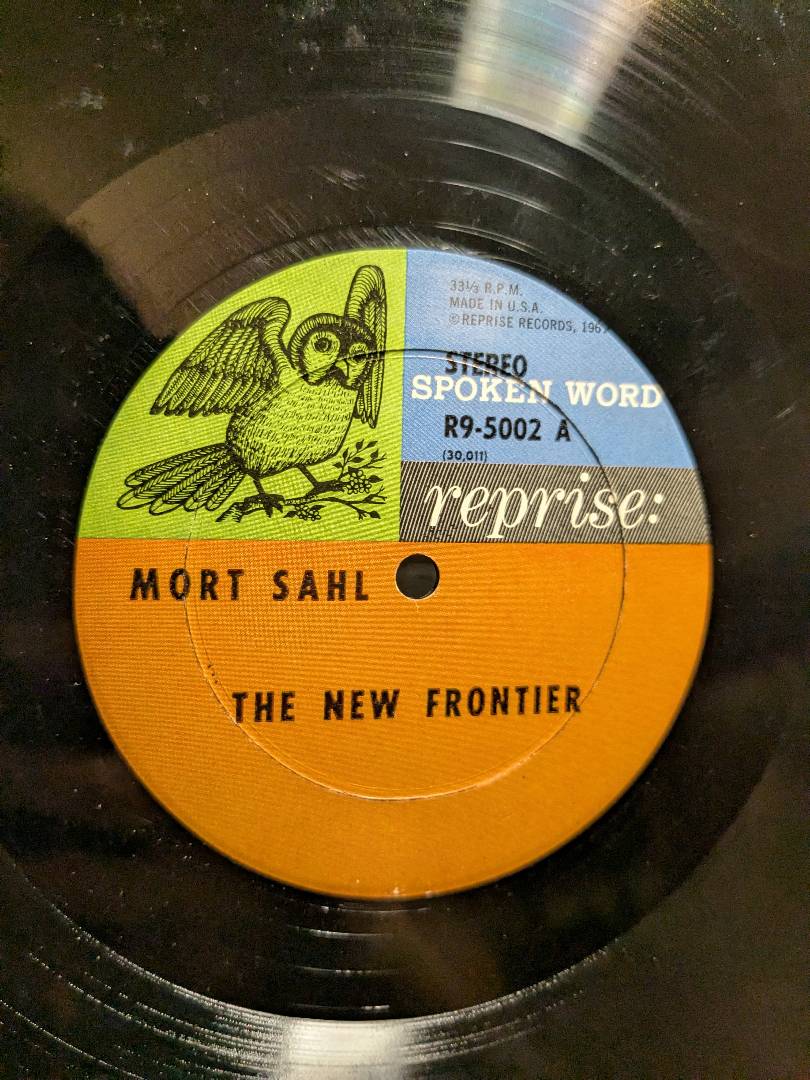 33⅓ R.P.M.
MADE IN U.S.A.
©REPRISE RECORDS,
STEREO
SPOKEN WORD
R9-5002 A
(30,011)
reprise:
MORT SAHL
THE NEW FRONTIER